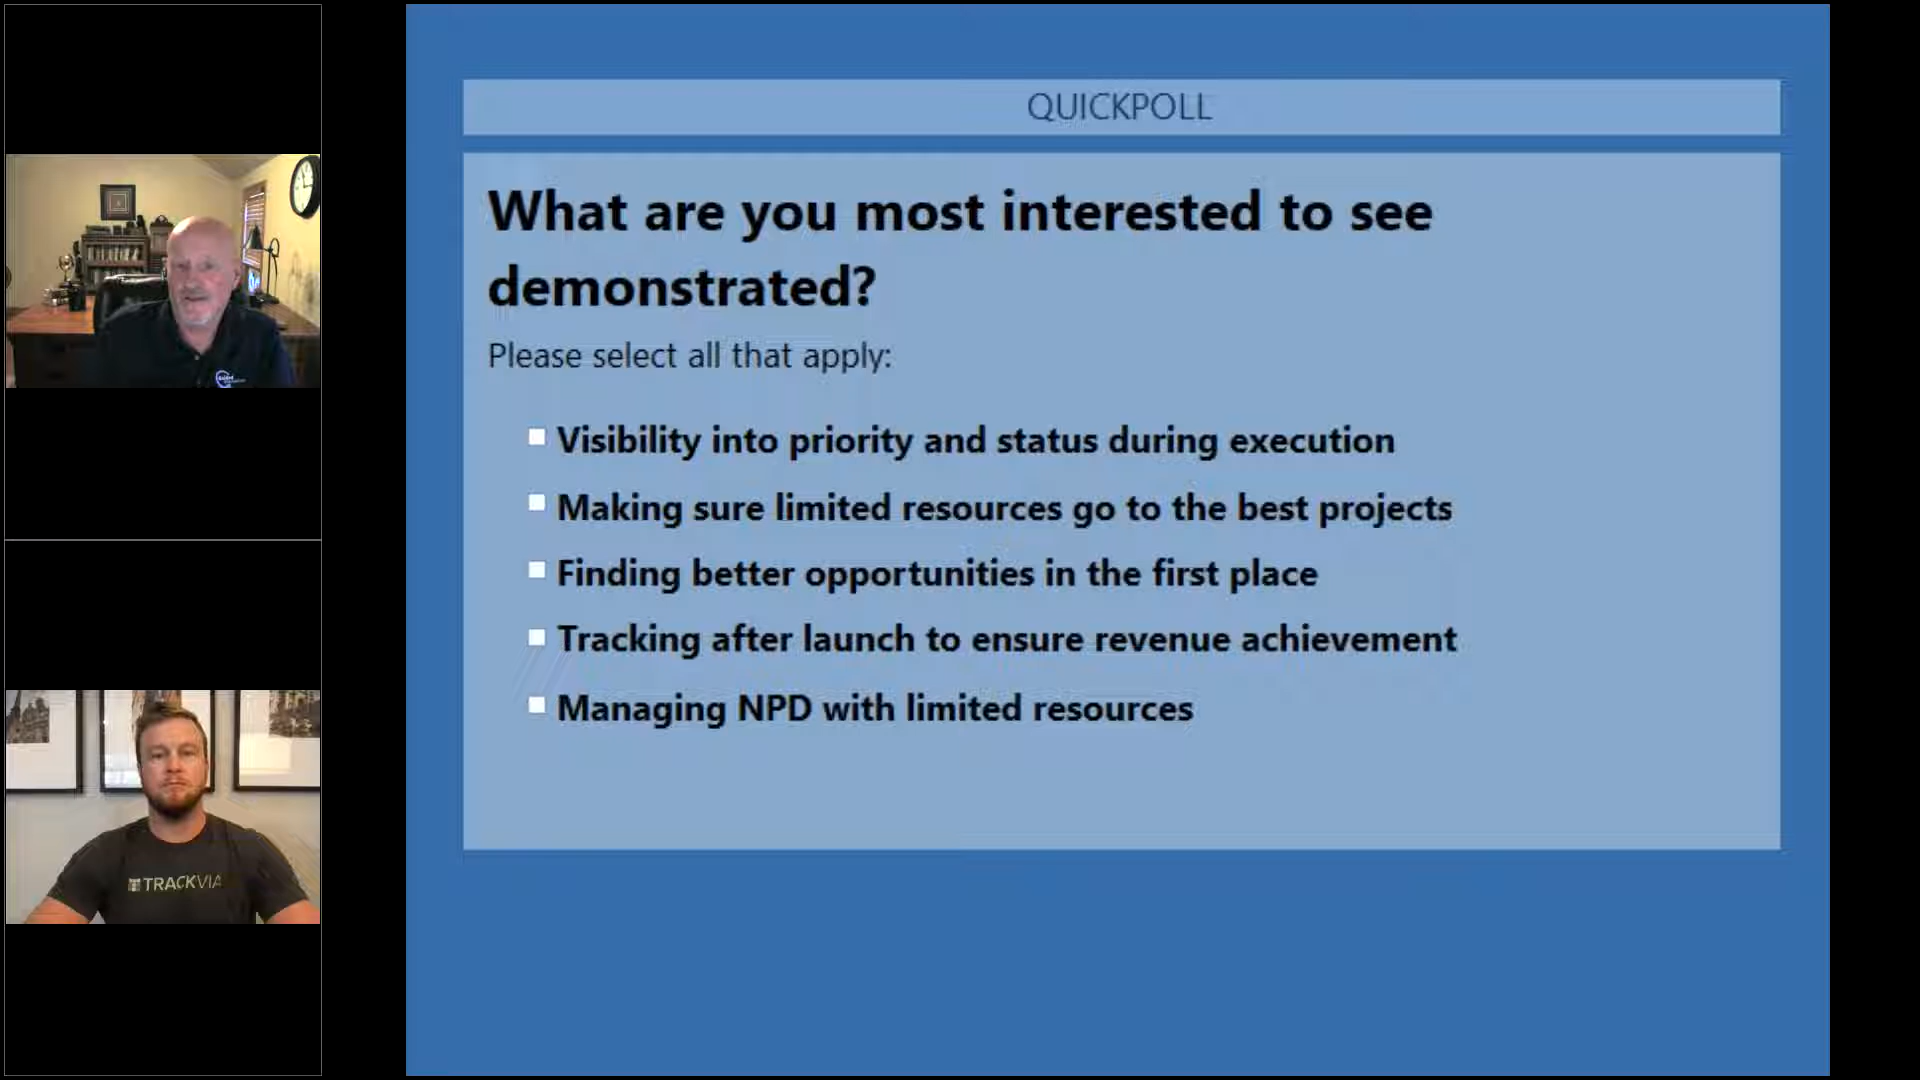 QUICKPOLL
What are you most interested to see
demonstrated?
Please select all that apply:
Visibility into priority and status during execution
Making sure limited resources go to the best projects
Finding better opportunities in the first place
Tracking after launch to ensure revenue achievement
Managing NPD with limited resources
TRACKVIA